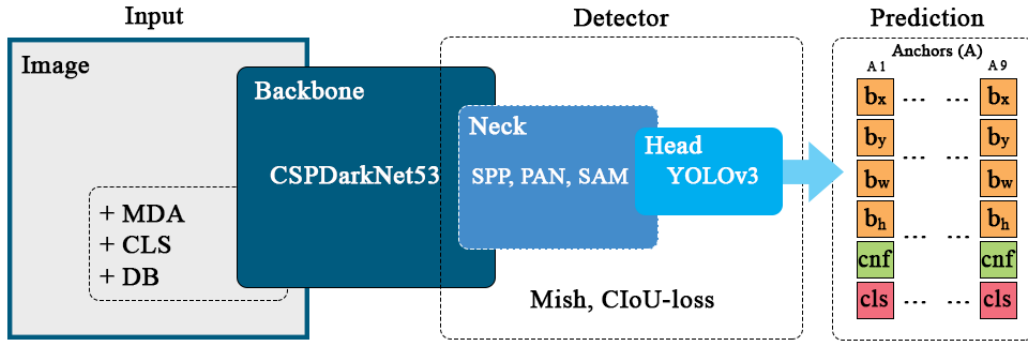 Input
Detector
Prediction
Image
+ MDA
+ CLS
+ DB
Backbone
CSPDarkNet53
Neck
SPP, PAN, SAM
Head
YOLOv3
Mish, CIoU-loss
Anchors (A)
A 1 A 9
bx ... ... bx
by ... ... by
bw bw
bh ... ... bh
cnf ... ... cnf
cls ... ... cls